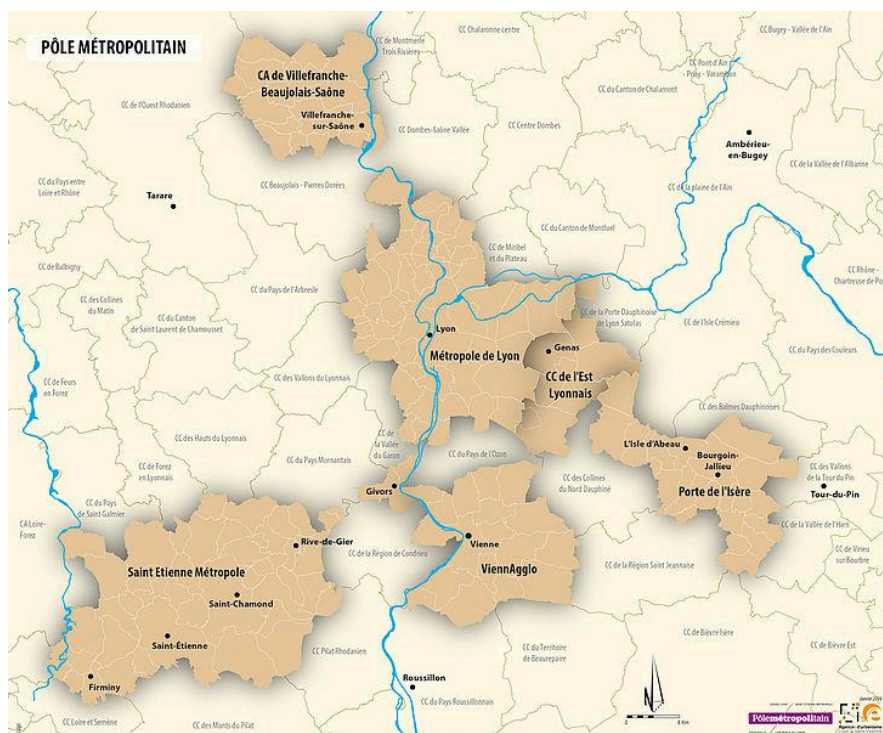 PÔLE MÉTROPOLITAIN
CC de Montmerle
Trois Rivières
CC Chalaronne centre
CC Bugey - Vallée de l'Ain
CA de Villefranche-
Beaujolais-Saône
CC Pont d'Ain
- Priay - Varambon
CC du Canton de Chalamont
CC de l'Ouest Rhodanien
Villefranche-
sur-Saône
CC Dombes-Saône Vallée
CC Centre Dombes
Ambérieu-
en-Bugey
CC de la Vallée de l'Albarine
CC du Pays entre
Loire et Rhône
Tarare
CC Beaujolais - Pierres Dorées
CC de la plaine de l'Ain
CC du Canton de Montluel
CC de Miribel
et du Plateau
CC de Balbigny
CC du Pays de l'Arbresle
CC Rhône -
Chartreuse de Po
CC des Collines
du Matin
CC du Canton
de Saint Laurent de Chamousset
CC de la Porte Dauphinoise
de Lyon Satolas
CC de l'Isle Crémieu
Lyon
Métropole de Lyon
Genas
CC du Pays des Couleurs
CC de l'Est
Lyonnais
CC des Vallons du Lyonnais
CC de Feurs
en Forez
CC des Balmes Dauphinoises
CC des Hauts du Lyonnais
CC de
la Vallée
du Garon
L'Isle d'Abeau
Bourgoin-
Jallieu
CC du Pays de l'Ozon
CC du Pays Mornantais
CC de Forez
en Lyonnais
CC des Vallons
de la Tour du Pin
Porte de l'Isère
Tour-du-Pin
CC des Collines
du Nord Dauphiné
Givors
CC du Pays
de Saint Galmier
CA Loire-
Forez
CC de la Vallée de l'Hien
Vienne
Rive-de-Gier
CC de la Région de Condrieu
ViennAgglo
CC de la Région Saint Jeannaise
CC de Virieu
sur Bourbre
Saint Etienne Métropole
Saint-Chamond
Saint-Étienne
CC de Bièvre Isère
CC de Bièvre Est
CC du Territoire
de Beaurepaire
CC Pilat Rhodanien
Firminy
Roussillon
CC du Pays Roussillonnais
CC Loire et Semène
CC des Monts du Pilat
0
8 Km
Janvier 2014
Pôlemétropolitain